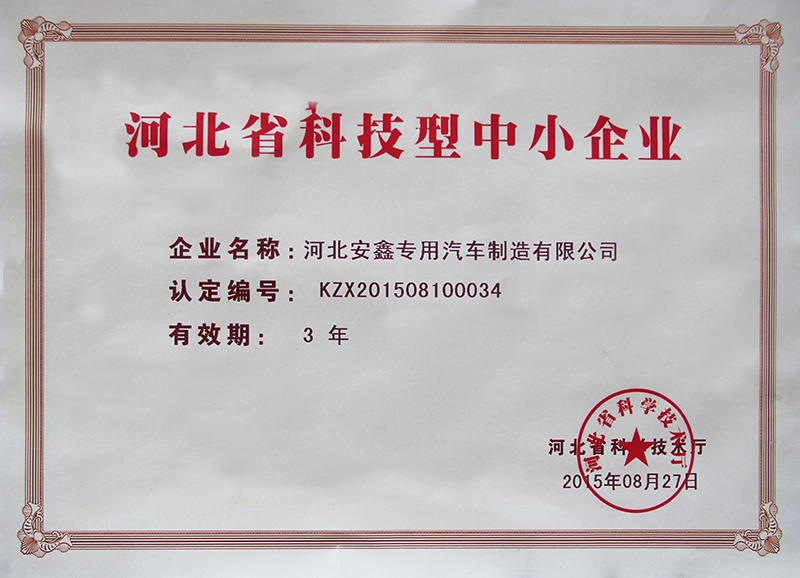 河北省科技型中小企业
企业名称：河北安鑫专用汽车制造有限公司
认定编号：KZX201508100034
有效期：3 年
河北省科学技术厅
河北省科学技术厅
2015年08月27日